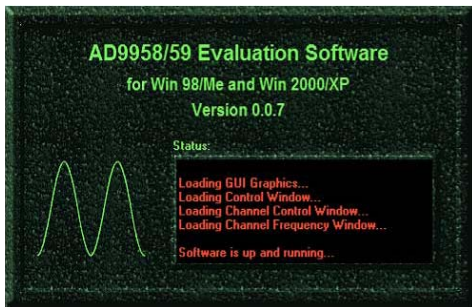 AD9958/59 Evaluation Software
for Win 98/Me and Win 2000/XP
Version 0.0.7
Status:
Loading GUI Graphics...
Loading Control Window...
Loading Channel Control Window...
Loading Channel Frequency Window...
Software is up and running...